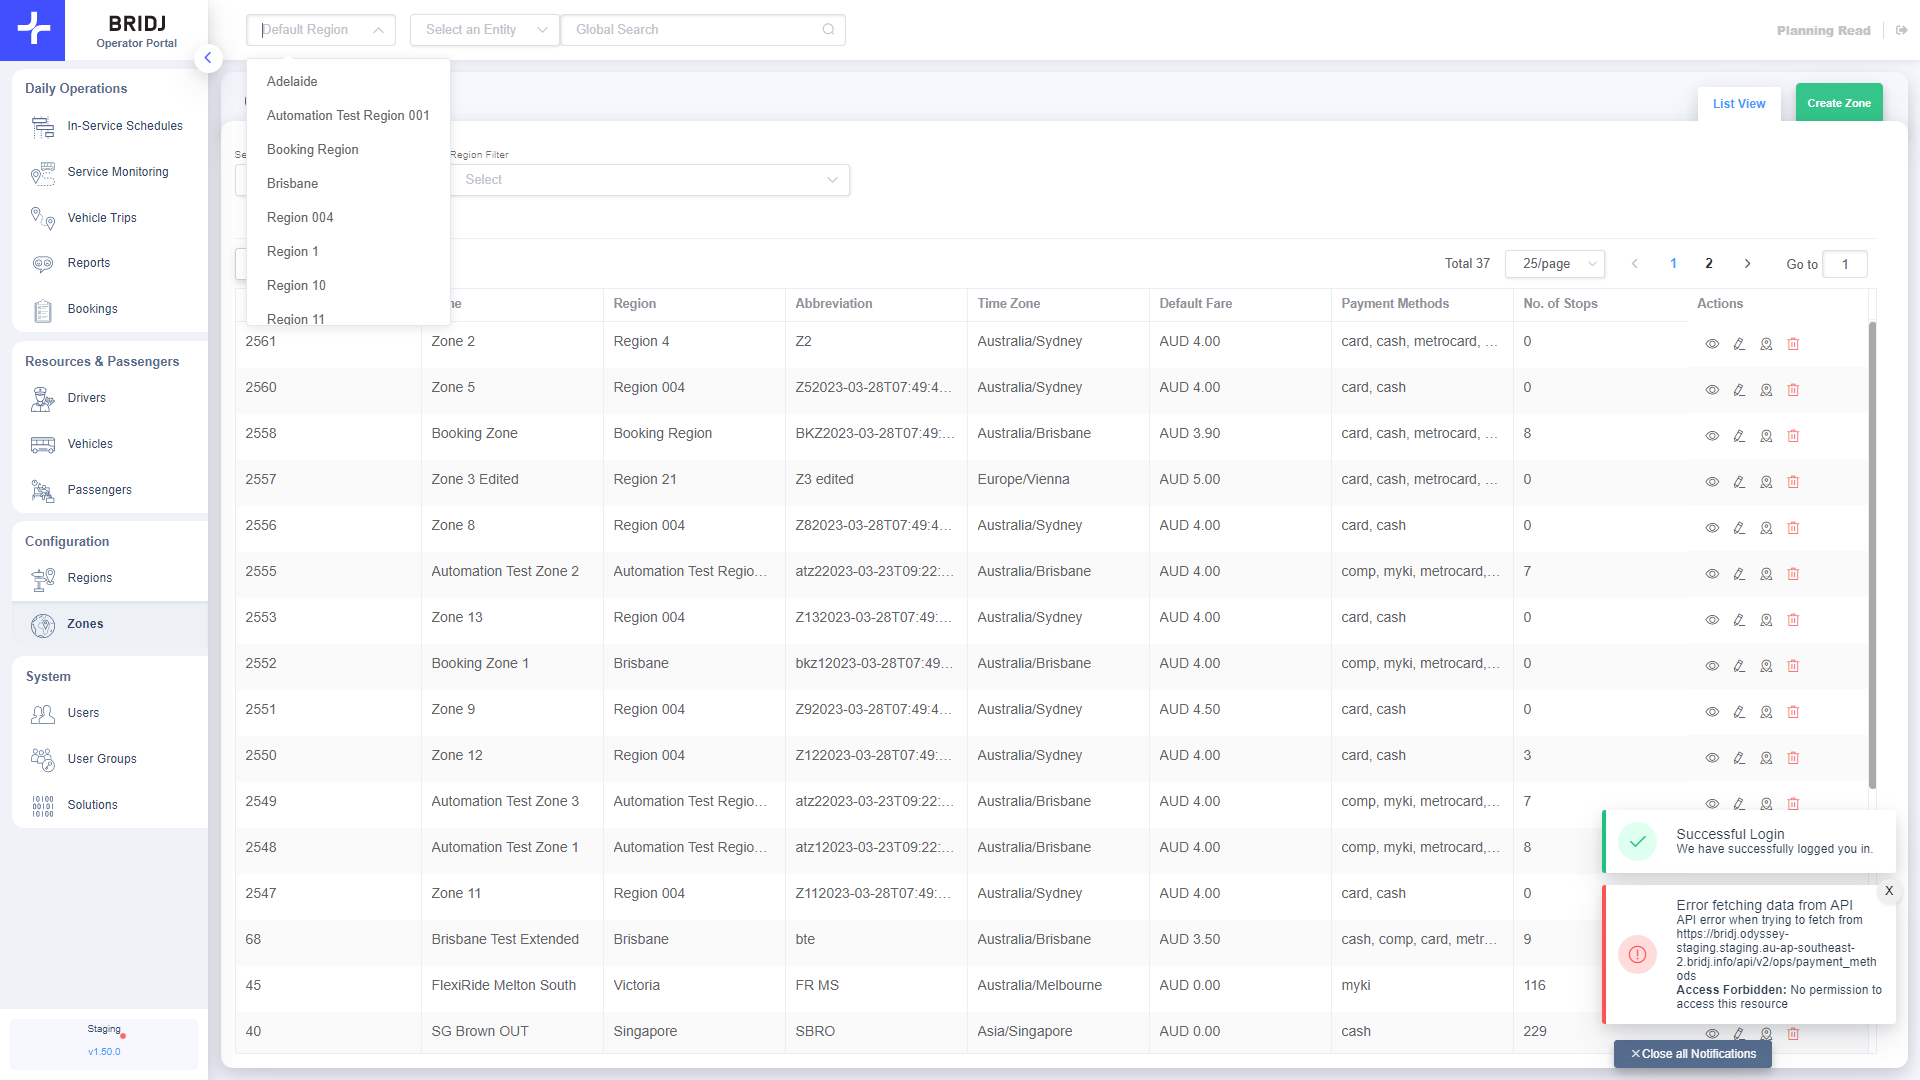 BRIDJ
Operator Portal
Default Region
Select an Entity
Global Search
Planning Read
Daily Operations
In-Service Schedules
Service Monitoring
Vehicle Trips
Reports
Bookings
Resources & Passengers
Drivers
Vehicles
Passengers
Configuration
Regions
Zones
System
Users
User Groups
Solutions
Staging
v1.50.0
Adelaide
Automation Test Region 001
Booking Region
Brisbane
Region 004
Region 1
Region 10
Region 11
List View
Create Zone
Region Filter
Select
Total 37
25/page
1
2
Go to
1
Region Abbreviation Time Zone Default Fare Payment Methods No. of Stops Actions
2561 Zone 2 Region 4 Z2 Australia/Sydney AUD 4.00 card, cash, metrocard, ... 0
2560 Zone 5 Region 004 Z52023-03-28T07:49:4... Australia/Sydney AUD 4.00 card, cash 0
2558 Booking Zone Booking Region BKZ2023-03-28T07:49:... Australia/Brisbane AUD 3.90 card, cash, metrocard, ... 8
2557 Zone 3 Edited Region 21 Z3 edited Europe/Vienna AUD 5.00 card, cash, metrocard, ... 0
2556 Zone 8 Region 004 Z82023-03-28T07:49:4... Australia/Sydney AUD 4.00 card, cash 0
2555 Automation Test Zone 2 Automation Test Regio... atz22023-03-23T09:22:... Australia/Brisbane AUD 4.00 comp, myki, metrocard,... 7
2553 Zone 13 Region 004 Z132023-03-28T07:49:... Australia/Sydney AUD 4.00 card, cash 0
2552 Booking Zone 1 Brisbane bkz12023-03-28T07:49... Australia/Brisbane AUD 4.00 comp, myki, metrocard,... 0
2551 Zone 9 Region 004 Z92023-03-28T07:49:4... Australia/Sydney AUD 4.50 card, cash 0
2550 Zone 12 Region 004 Z122023-03-28T07:49:... Australia/Sydney AUD 4.00 card, cash 3
2549 Automation Test Zone 3 Automation Test Regio... atz22023-03-23T09:22:... Australia/Brisbane AUD 4.00 comp, myki, metrocard,... 7
2548 Automation Test Zone 1 Automation Test Regio... atz12023-03-23T09:22:... Australia/Brisbane AUD 4.00 comp, myki, metrocard,... 8
2547 Zone 11 Region 004 Z112023-03-28T07:49:... Australia/Sydney AUD 4.00 card, cash 0
68 Brisbane Test Extended Brisbane bte Australia/Brisbane AUD 3.50 cash, comp, card, metr... 9
45 FlexiRide Melton South Victoria FR MS Australia/Melbourne AUD 0.00 myki 116
40 SG Brown OUT Singapore SBRO Asia/Singapore AUD 0.00 cash 229
Successful Login
We have successfully logged you in.
X
Error fetching data from API
API error when trying to fetch from
https://bridj.odyssey-
staging.staging.au-ap-southeast-
2.bridj.info/api/v2/ops/payment_meth
ods
Access Forbidden: No permission to
access this resource
×Close all Notifications